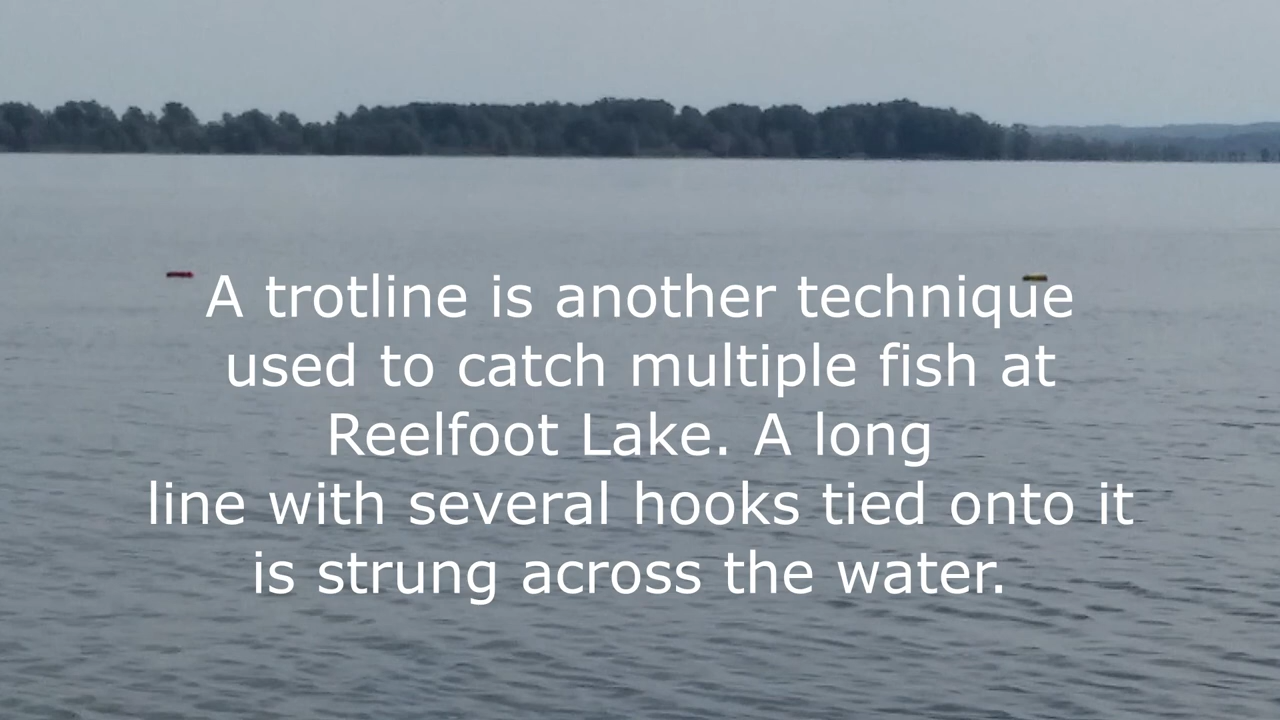 A trotline is another technique
used to catch multiple fish at
Reelfoot Lake. A long
line with several hooks tied onto it
is strung across the water.